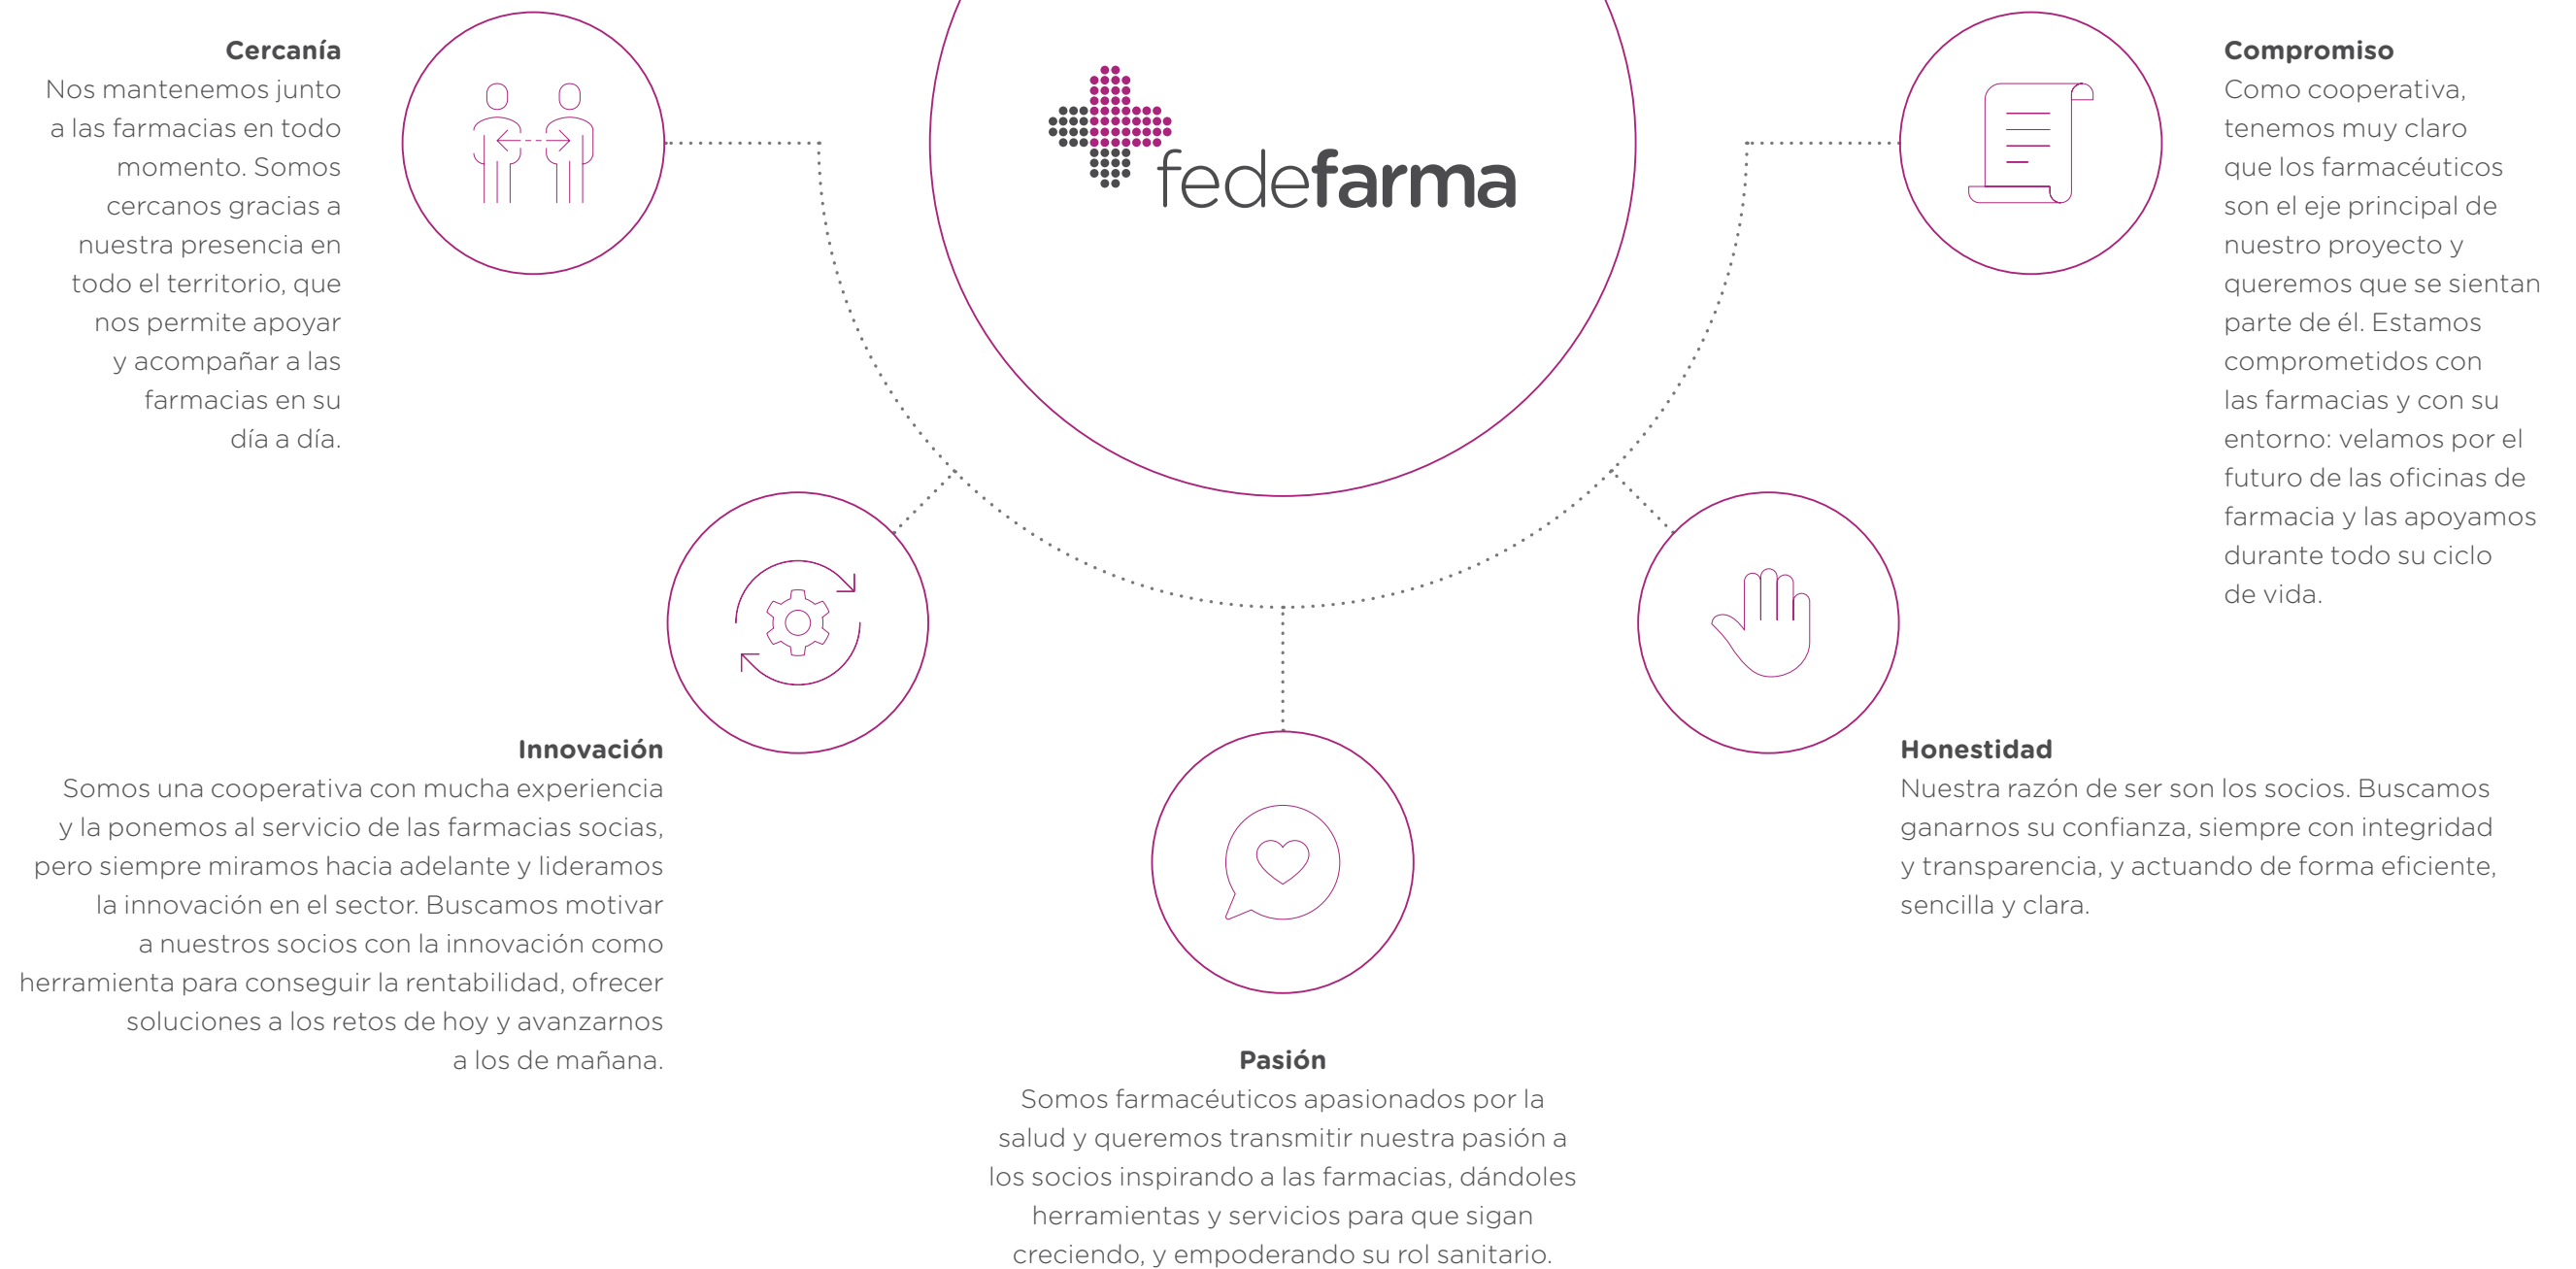 Cercanía
Nos mantenemos junto
a las farmacias en todo
momento. Somos
cercanos gracias a
nuestra presencia en
todo el territorio, que
nos permite apoyar
y acompañar a las
farmacias en su
día a día.
fedefarma
Compromiso
Como cooperativa,
tenemos muy claro
que los farmacéuticos
son el eje principal de
nuestro proyecto y
queremos que se sientan
parte de él. Estamos
comprometidos con
las farmacias y con su
entorno: velamos por el
futuro de las oficinas de
farmacia y las apoyamos
durante todo su ciclo
de vida.
Innovación
Somos una cooperativa con mucha experiencia
y la ponemos al servicio de las farmacias socias,
pero siempre miramos hacia adelante y lideramos
la innovación en el sector. Buscamos motivar
a nuestros socios con la innovación como
herramienta para conseguir la rentabilidad, ofrecer
soluciones a los retos de hoy y avanzarnos
a los de mañana.
Pasión
Somos farmacéuticos apasionados por la
salud y queremos transmitir nuestra pasión a
los socios inspirando a las farmacias, dándoles
herramientas y servicios para que sigan
creciendo, y empoderando su rol sanitario.
Honestidad
Nuestra razón de ser son los socios. Buscamos
ganarnos su confianza, siempre con integridad
y transparencia, y actuando de forma eficiente,
sencilla y clara.